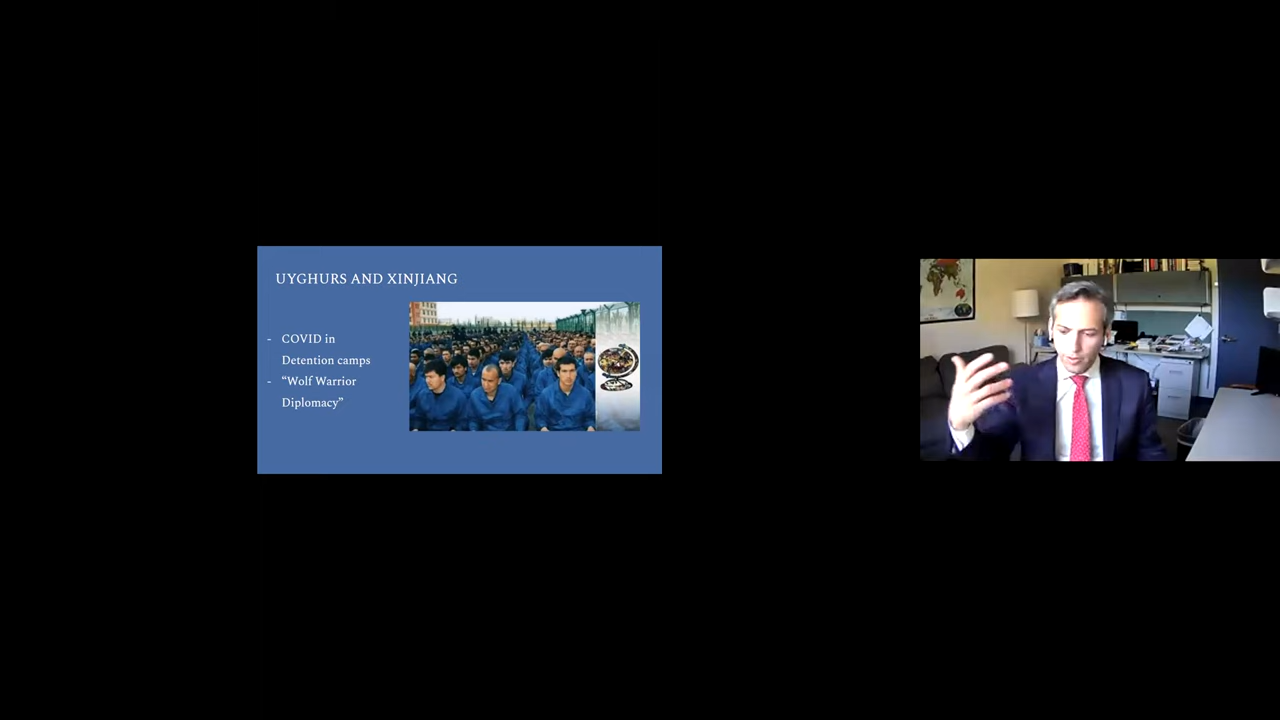 UYGHURS AND XINJIANG
- COVID in
Detention camps
- “Wolf Warrior
Diplomacy”